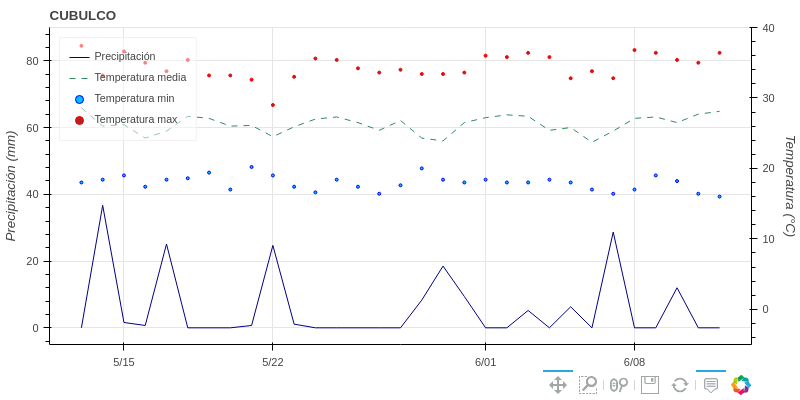 CUBULCO
Precipitación
Temperatura media
Temperatura min
Temperatura max
Precipitación (mm)
80
60
40
20
0
Temperatura (°C)
40
30
20
10
0
5/15
5/22
6/01
6/08